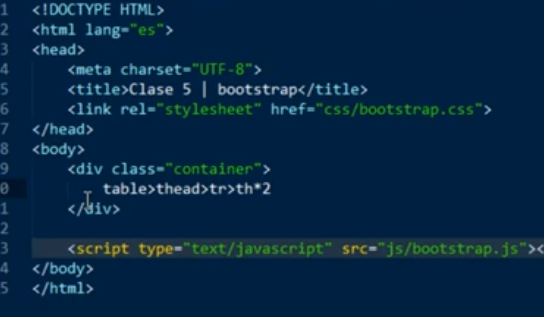 1 <!DOCTYPE HTML>
2 <html lang="es">
3 <head>
4 <meta charset="UTF-8">
5 <title>Clase 5 | bootstrap</title>
6 <link rel="stylesheet" href="css/bootstrap.css">
7 </head>
8 <body>
9 <div class="container">
0 table>thead>tr>th*2
1 </div>
2
3 <script type="text/javascript" src="js/bootstrap.js"><
4 </body>
5 </html>